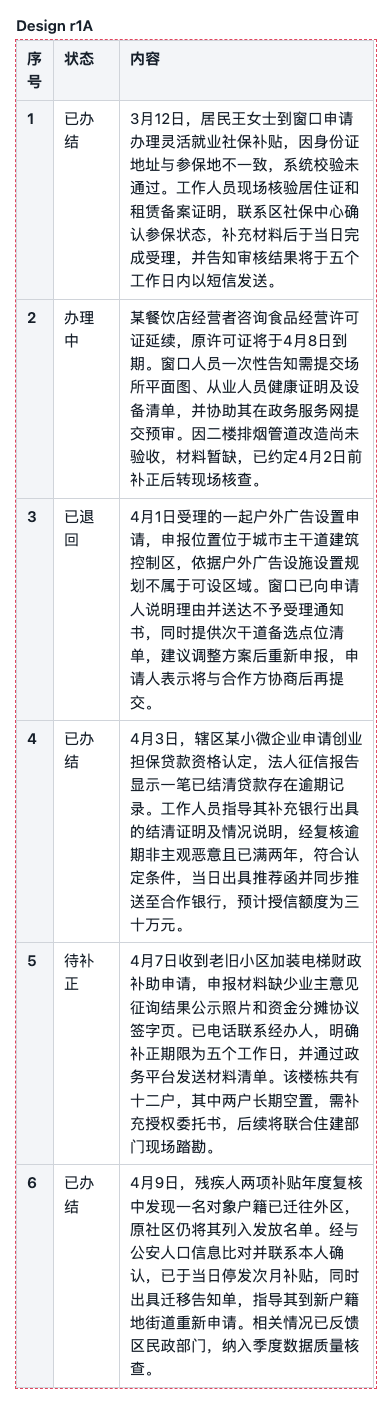 Design r1A
序号 状态 内容
1 已办结 3月12日，居民王女士到窗口申请
办理灵活就业社保补贴，因身份证
地址与参保地不一致，系统校验未
通过。工作人员现场核验居住证和
租赁备案证明，联系区社保中心确
认参保状态，补充材料后于当日完
成受理，并告知审核结果将于五个
工作日内以短信发送。
2 办理中 某餐饮店经营者咨询食品经营许可
证延续，原许可证将于4月8日到
期。窗口人员一次性告知需提交场
所平面图、从业人员健康证明及设
备清单，并协助其在政务服务网提
交预审。因二楼排烟管道改造尚未
验收，材料暂缺，已约定4月2日前
补正后转现场核查。
3 已退回 4月1日受理的一起户外广告设置申
请，申报位置位于城市主干道建筑
控制区，依据户外广告设施设置规
划不属于可设区域。窗口已向申请
人说明理由并送达不予受理通知
书，同时提供次干道备选点位清
单，建议调整方案后重新申报，申
请人表示将与合作方协商后再提
交。
4 已办结 4月3日，辖区某小微企业申请创业
担保贷款资格认定，法人征信报告
显示一笔已结清贷款存在逾期记
录。工作人员指导其补充银行出具
的结清证明及情况说明，经复核逾
期非主观恶意且已满两年，符合认
定条件，当日出具推荐函并同步推
送至合作银行，预计授信额度为三
十万元。
5 待补正 4月7日收到老旧小区加装电梯财政
补助申请，申报材料缺少业主意见
征询结果公示照片和资金分摊协议
签字页。已电话联系经办人，明确
补正期限为五个工作日，并通过政
务平台发送材料清单。该楼栋共有
十二户，其中两户长期空置，需补
充授权委托书，后续将联合住建部
门现场踏勘。
6 已办结 4月9日，残疾人两项补贴年度复核
中发现一名对象户籍已迁往外区，
原社区仍将其列入发放名单。经与
公安人口信息比对并联系本人确
认，已于当日停发次月补贴，同时
出具迁移告知单，指导其到新户籍
地街道重新申请。相关情况已反馈
区民政部门，纳入季度数据质量核
查。